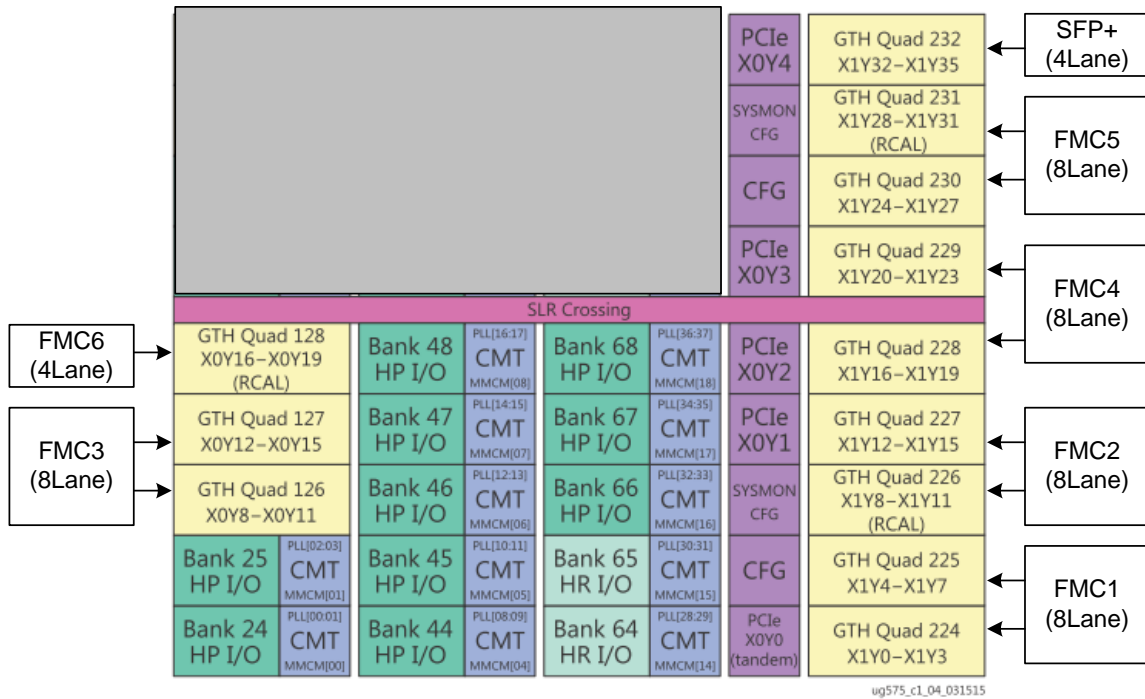 PCIe
X0Y4
GTH Quad 232
X1Y32–X1Y35
SFP+
(4Lane)
SYSMON
CFG
GTH Quad 231
X1Y28–X1Y31
(RCAL)
FMC5
(8Lane)
CFG
GTH Quad 230
X1Y24–X1Y27
PCIe
X0Y3
GTH Quad 229
X1Y20–X1Y23
FMC4
(8Lane)
SLR Crossing
FMC6
(4Lane)
GTH Quad 128
X0Y16–X0Y19
(RCAL)
Bank 48
HP I/O
PLL[16:17]
CMT
MMCM[08]
Bank 68
HP I/O
PLL[36:37]
CMT
MMCM[18]
PCIe
X0Y2
GTH Quad 228
X1Y16–X1Y19
FMC3
(8Lane)
GTH Quad 127
X0Y12–X0Y15
Bank 47
HP I/O
PLL[14:15]
CMT
MMCM[07]
Bank 67
HP I/O
PLL[34:35]
CMT
MMCM[17]
PCIe
X0Y1
GTH Quad 227
X1Y12–X1Y15
FMC2
(8Lane)
GTH Quad 126
X0Y8–X0Y11
Bank 46
HP I/O
PLL[12:13]
CMT
MMCM[06]
Bank 66
HP I/O
PLL[32:33]
CMT
MMCM[16]
SYSMON
CFG
GTH Quad 226
X1Y8–X1Y11
(RCAL)
Bank 25
HP I/O
PLL[02:03]
CMT
MMCM[01]
Bank 45
HP I/O
PLL[10:11]
CMT
MMCM[05]
Bank 65
HR I/O
PLL[30:31]
CMT
MMCM[15]
CFG
GTH Quad 225
X1Y4–X1Y7
FMC1
(8Lane)
Bank 24
HP I/O
PLL[00:01]
CMT
MMCM[00]
Bank 44
HP I/O
PLL[08:09]
CMT
MMCM[04]
Bank 64
HR I/O
PLL[28:29]
CMT
MMCM[14]
PCIe
X0Y0
(tandem)
GTH Quad 224
X1Y0–X1Y3
ug575_c1_04_031515